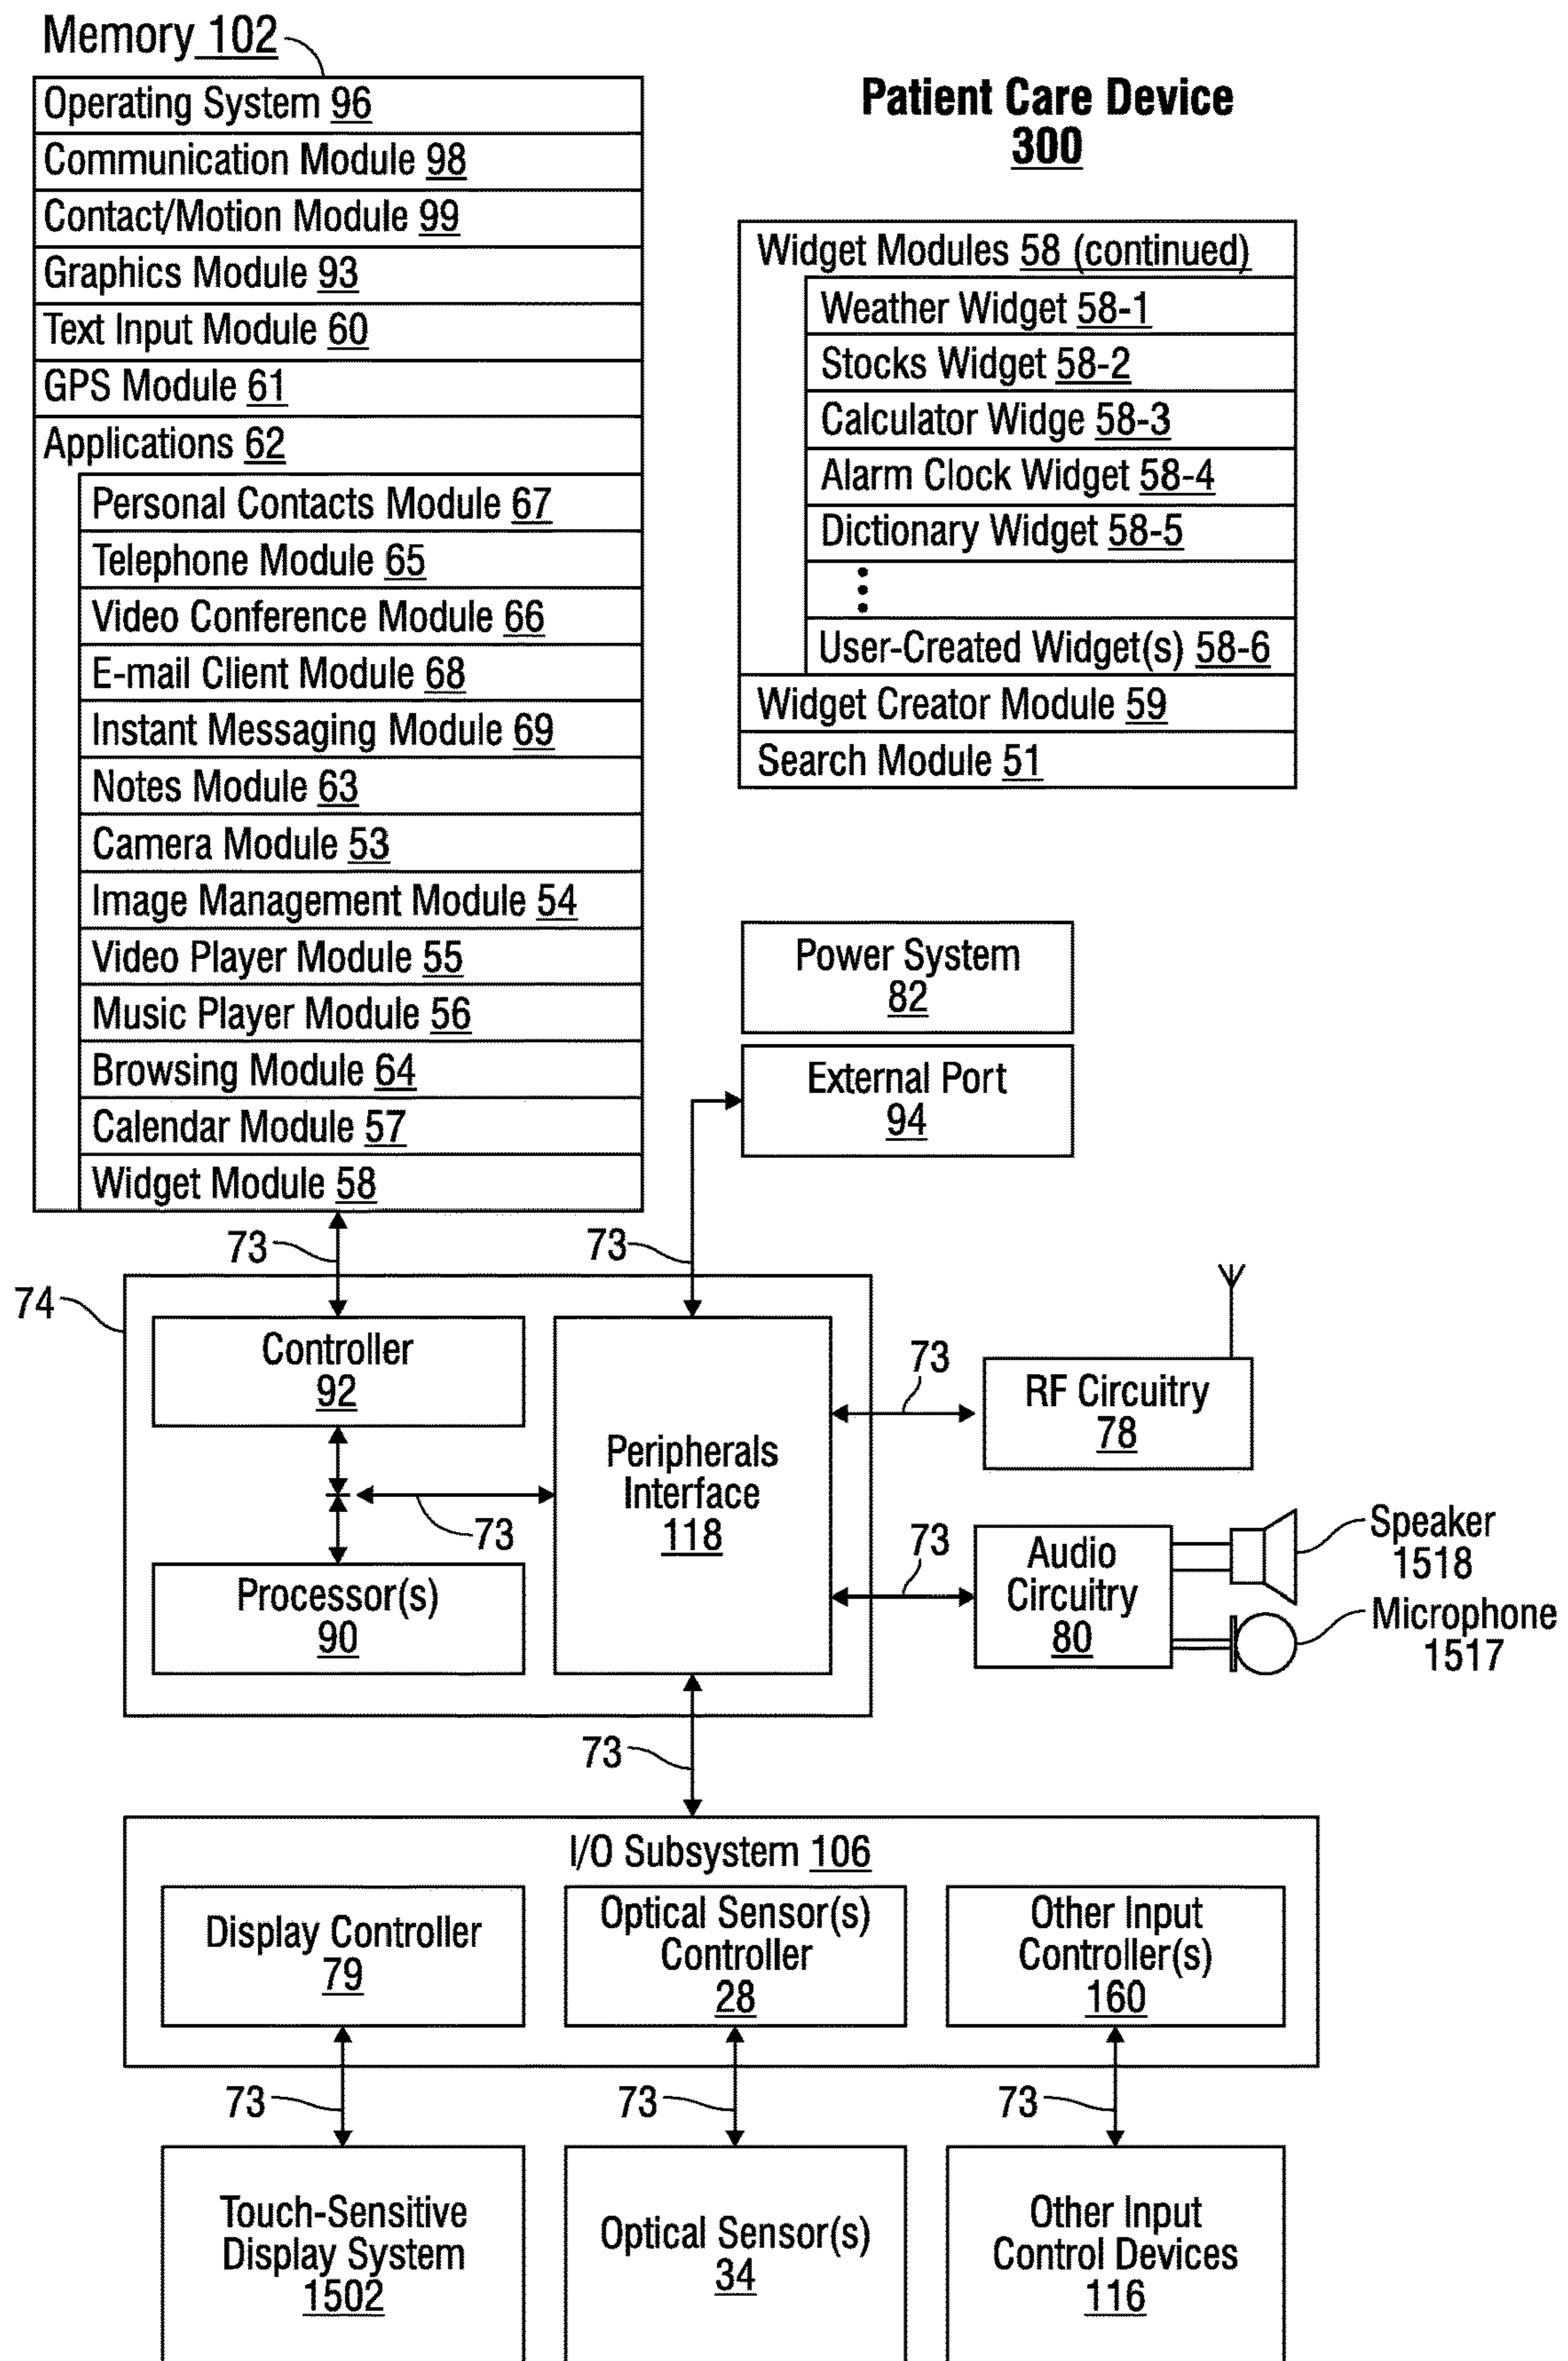 Memory 102
Operating System 96
Communication Module 98
Contact/Motion Module 99
Graphics Module 93
Text Input Module 60
GPS Module 61
Applications 62
Personal Contacts Module 67
Telephone Module 65
Video Conference Module 66
E-mail Client Module 68
Instant Messaging Module 69
Notes Module 63
Camera Module 53
Image Management Module 54
Video Player Module 55
Music Player Module 56
Browsing Module 64
Calendar Module 57
Widget Module 58
Patient Care Device
300
Widget Modules 58 (continued)
Weather Widget 58-1
Stocks Widget 58-2
Calculator Widge 58-3
Alarm Clock Widget 58-4
Dictionary Widget 58-5
User-Created Widget(s) 58-6
Widget Creator Module 59
Search Module 51
Power System
82
External Port
94
73
73
74
Controller
92
Peripherals
Interface
118
73
Processor(s)
90
73
RF Circuitry
78
73
Audio
Circuitry
80
Speaker
1518
Microphone
1517
73
I/O Subsystem 106
Display Controller
79
Optical Sensor(s)
Controller
28
Other Input
Controller(s)
160
73
73
73
Touch-Sensitive
Display System
1502
Optical Sensor(s)
34
Other Input
Control Devices
116